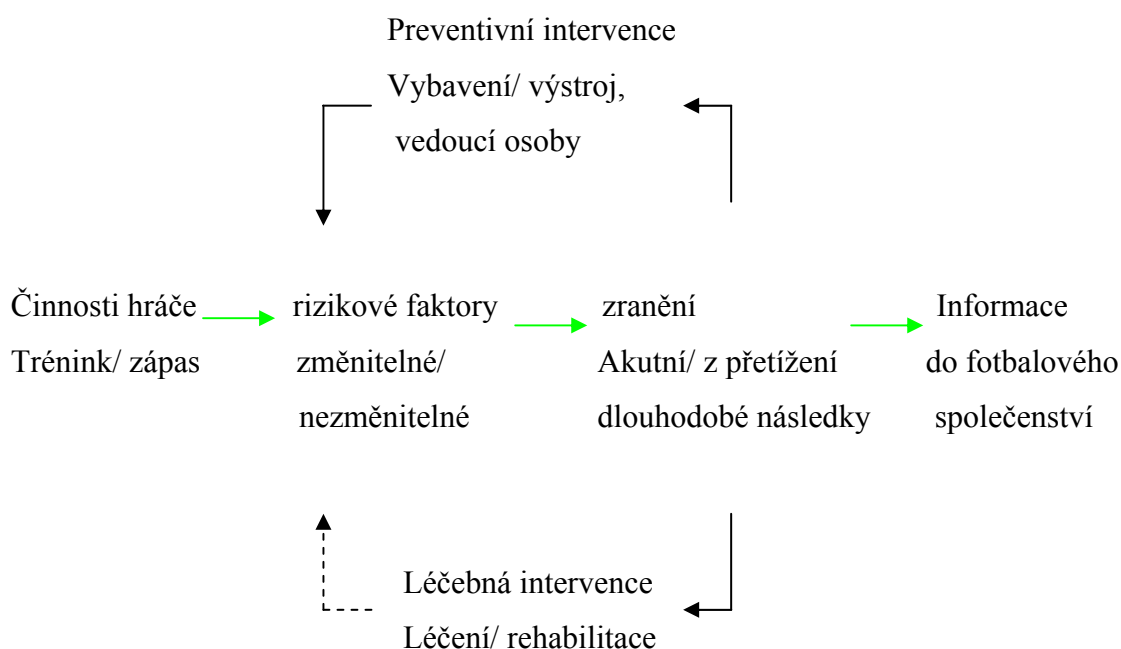 Preventivní intervence
Vybavení/ výstroj,
vedoucí osoby
Činnosti hráče
Trénink/ zápas
rizikové faktory
změnitelné/
nezměnitelné
zranění
Akutní/ z přetížení
dlouhodobé následky
Informace
do fotbalového
společenství
Léčebná intervence
Léčení/ rehabilitace